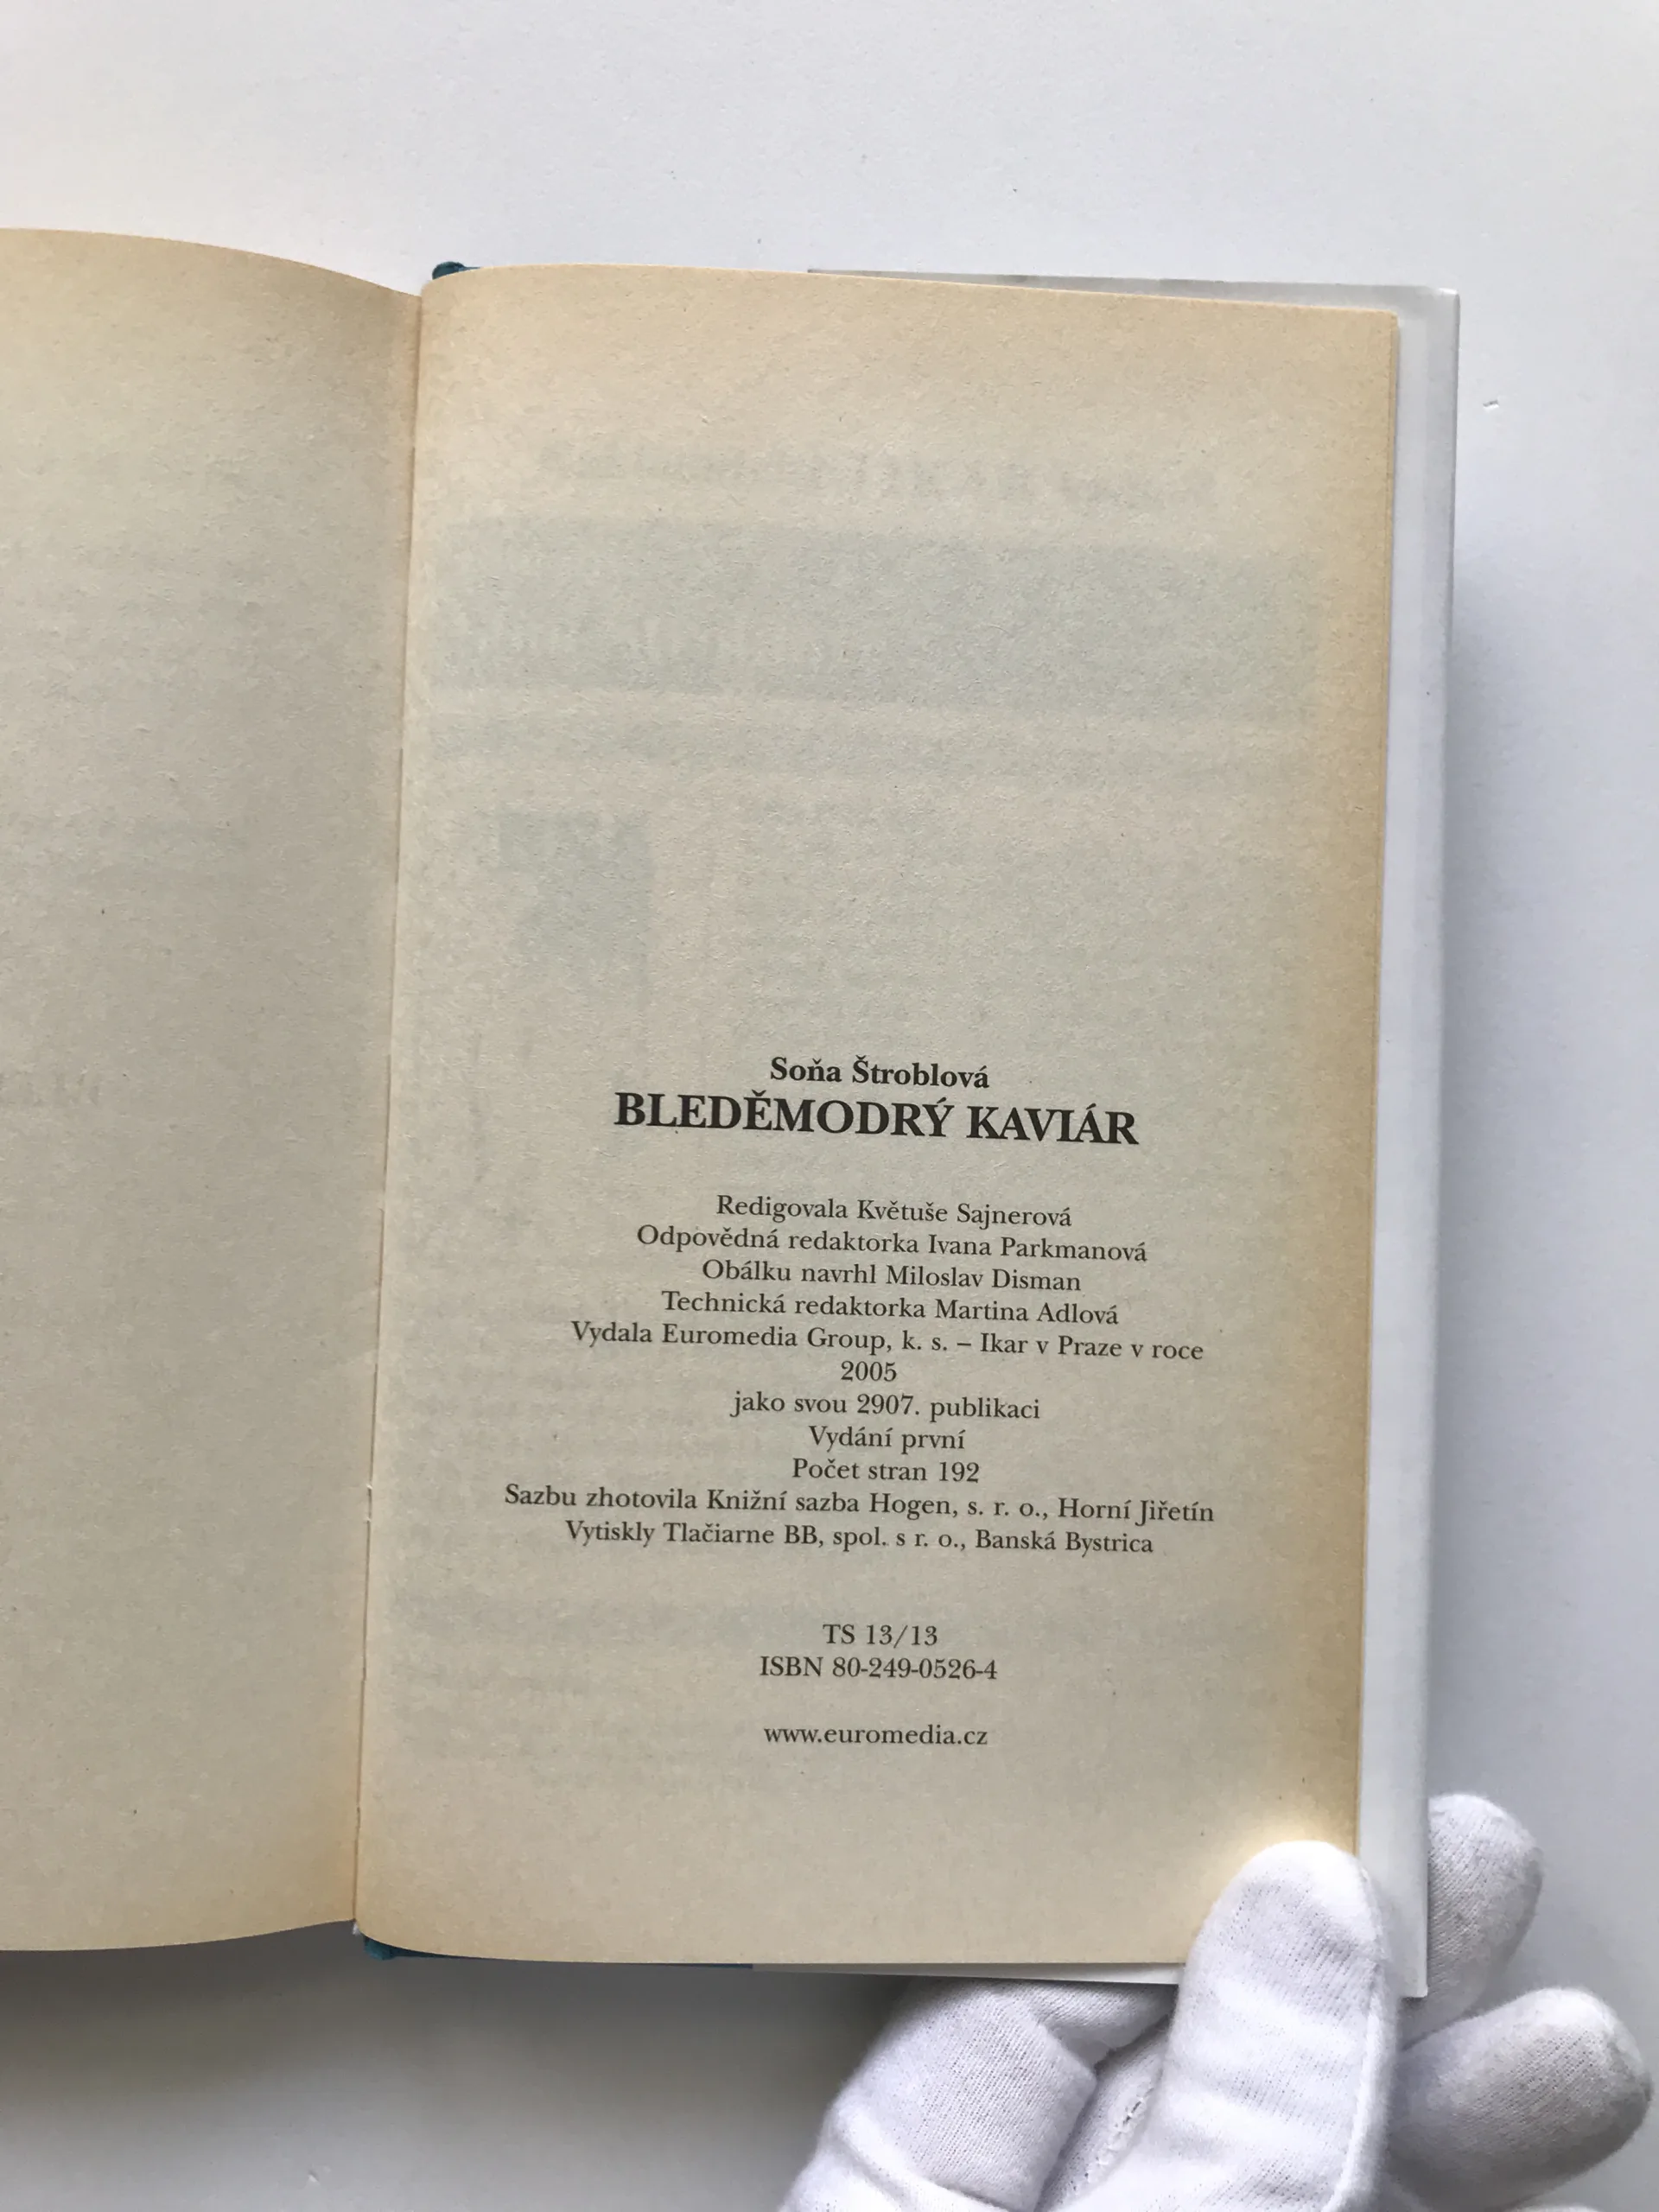 Soňa Štroblová
BLEDĚMODRÝ KAVIÁR
Redigovala Květuše Sajnerová
Odpovědná redaktorka Ivana Parkmanová
Obálku navrhl Miloslav Disman
Technická redaktorka Martina Adlová
Vydala Euromedia Group, k. s. – Ikar v Praze v roce
2005
jako svou 2907. publikaci
Vydání první
Počet stran 192
Sazbu zhotovila Knižní sazba Hogen, s. r. o., Horní Jiřetín
Vytiskly Tlačiarne BB, spol. s r. o., Banská Bystrica
TS 13/13
ISBN 80-249-0526-4
www.euromedia.cz